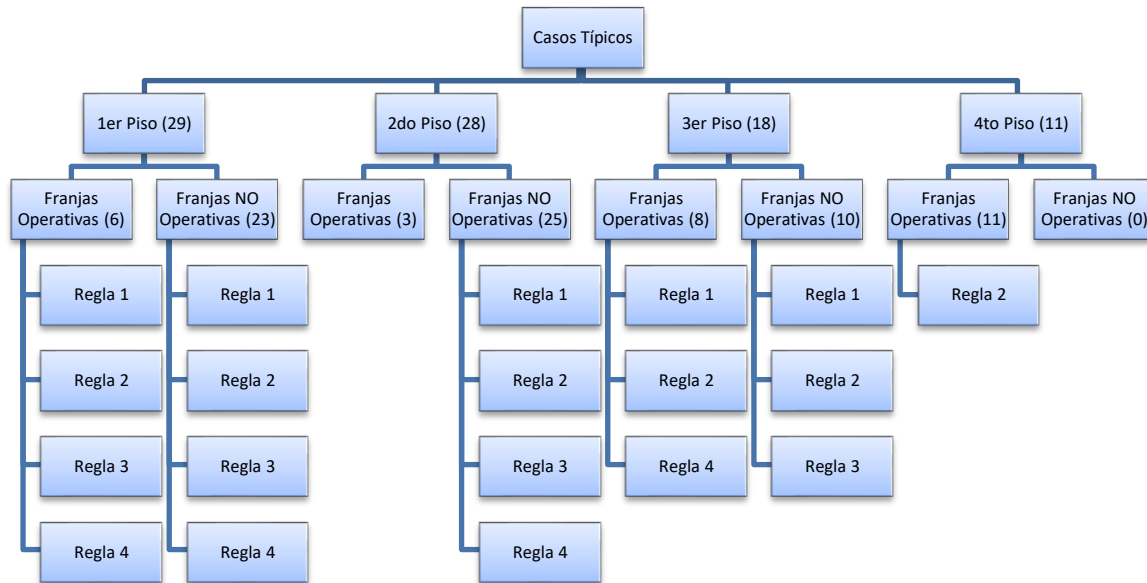 Casos Típicos
1er Piso (29)
2do Piso (28)
3er Piso (18)
4to Piso (11)
Franjas
Operativas (6)
Franjas NO
Operativas (23)
Franjas
Operativas (3)
Franjas NO
Operativas (25)
Franjas
Operativas (8)
Franjas NO
Operativas (10)
Franjas
Operativas (11)
Franjas NO
Operativas (0)
Regla 1
Regla 1
Regla 1
Regla 1
Regla 1
Regla 2
Regla 2
Regla 2
Regla 2
Regla 2
Regla 2
Regla 3
Regla 3
Regla 3
Regla 4
Regla 3
Regla 4
Regla 4
Regla 4